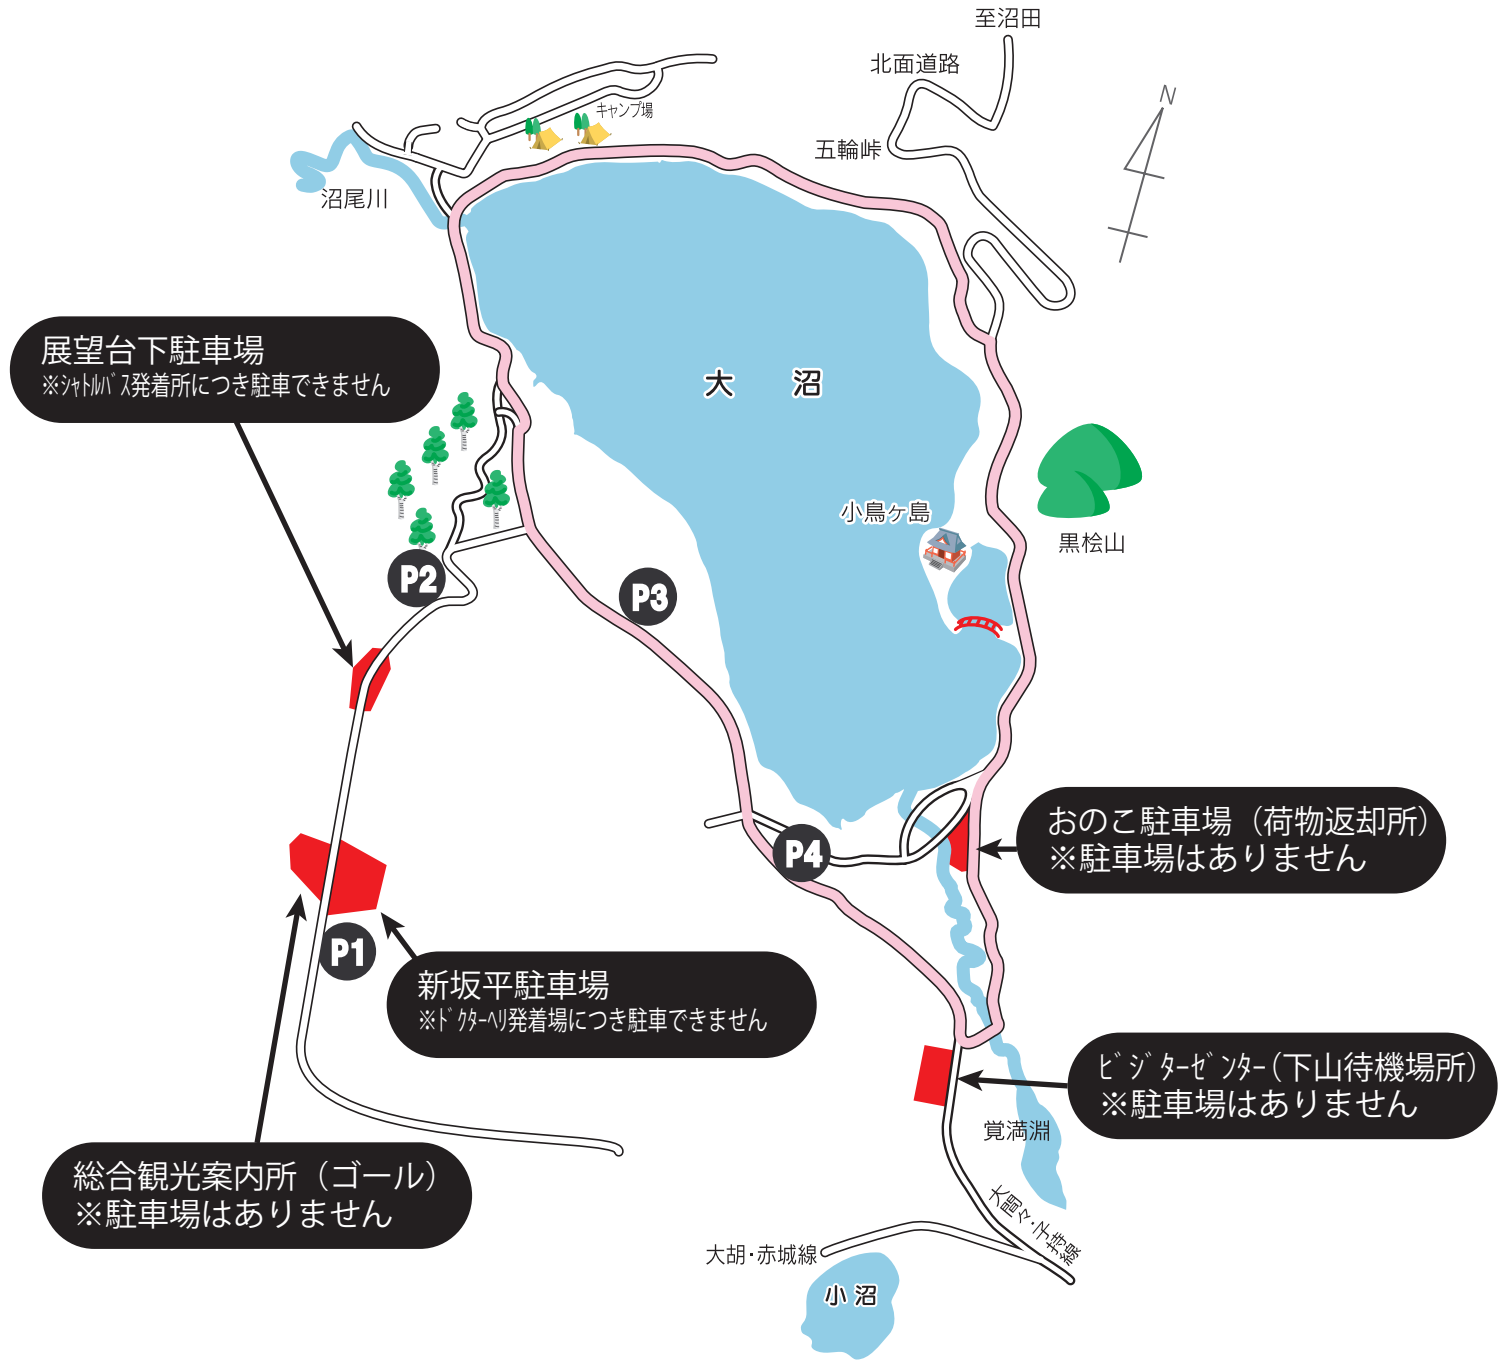 至沼田
北面道路
N
キャンプ場
五輪峠
沼尾川
展望台下駐車場
※ｼｬﾄﾙﾊﾞｽ発着所につき駐車できません
大 沼
小鳥ヶ島
黒桧山
P2
P3
おのこ駐車場（荷物返却所）
※駐車場はありません
P4
P1
新坂平駐車場
※ﾄﾞｸﾀｰﾍﾘ発着場につき駐車できません
ﾋﾞｼﾞﾀｰｾﾞﾝﾀｰ（下山待機場所）
※駐車場はありません
覚満淵
総合観光案内所（ゴール）
※駐車場はありません
大間々・子持線
大胡・赤城線
小 沼